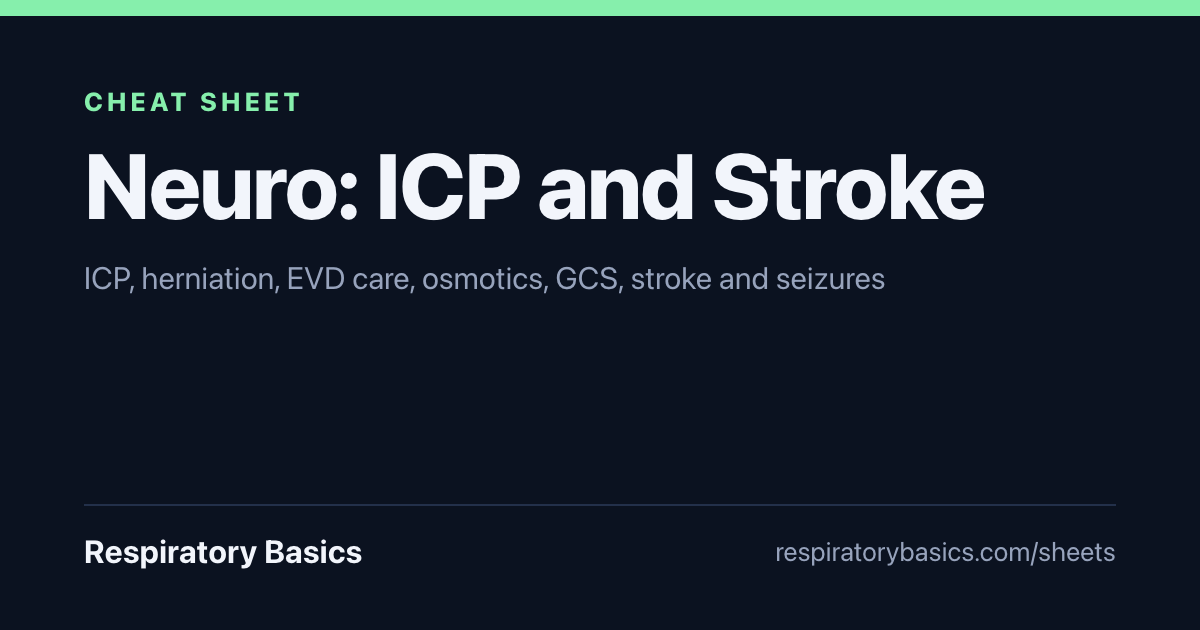 CHEAT SHEET
Neuro: ICP and Stroke
ICP, herniation, EVD care, osmotics, GCS, stroke and seizures
Respiratory Basics
respiratorybasics.com/sheets